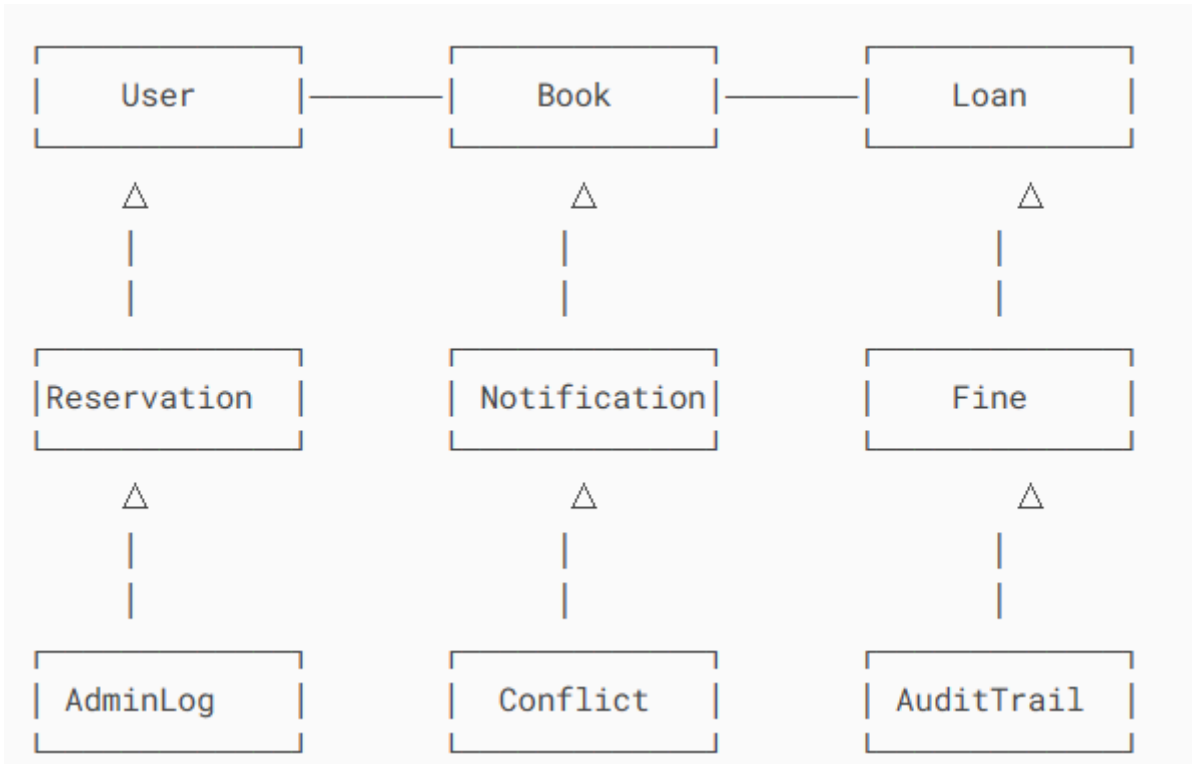 User Book Loan
Reservation Notification Fine
AdminLog Conflict AuditTrail